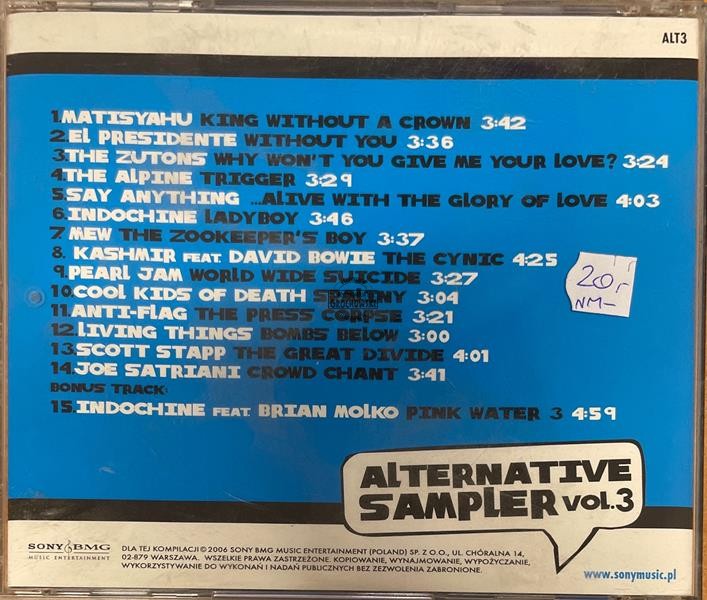 ALT3
1.MATISYAHU KING WITHOUT A CROWN 3:42
2.EL PRESIDENTE WITHOUT YOU 3:36
3.THE ZUTONS WHY WON'T YOU GIVE ME YOUR LOVE? 3:24
4.THE ALPINE TRIGGER 3:29
5.SAY ANYTHING ...ALIVE WITH THE GLORY OF LOVE 4:03
6.INDOCHINE LADYBOY 3:46
7. MEW THE ZOOKEEPER'S BOY 3:37
8. KASHMIR FEAT. DAVID BOWIE THE CYNIC 4:25
9.PEARL JAM WORLD WIDE SUICIDE 3:27
10.COOL KIDS OF DEATH 3:04
11.ANTI-FLAG THE PRESS CORPSE 3:21
12.LIVING THINGS BOMBS BELOW 3:00
13.SCOTT STAPP THE GREAT DIVIDE 4:01
14.JOE SATRIANI CROWD CHANT 3:41
BONUS TRACK:
15.INDOCHINE FEAT. BRIAN MOLKO PINK WATER 3 4:59
20,-
NM-
ALTERNATIVE
SAMPLER VOL.3
SONY BMG
MUSIC ENTERTAINMENT
DLA TEJ KOMPILACJI © 2006 SONY BMG MUSIC ENTERTAINMENT (POLAND) SP. Z O.O., UL. CHÓRALNA 14,
02-879 WARSZAWA. WSZELKIE PRAWA ZASTRZEŻONE. KOPIOWANIE, WYNAJMOWANIE, WYPOŻYCZANIE,
WYKORZYSTYWANIE DO WYKONAŃ I NADAŃ PUBLICZNYCH BEZ ZEZWOLENIA ZABRONIONE.
www.sonymusic.pl